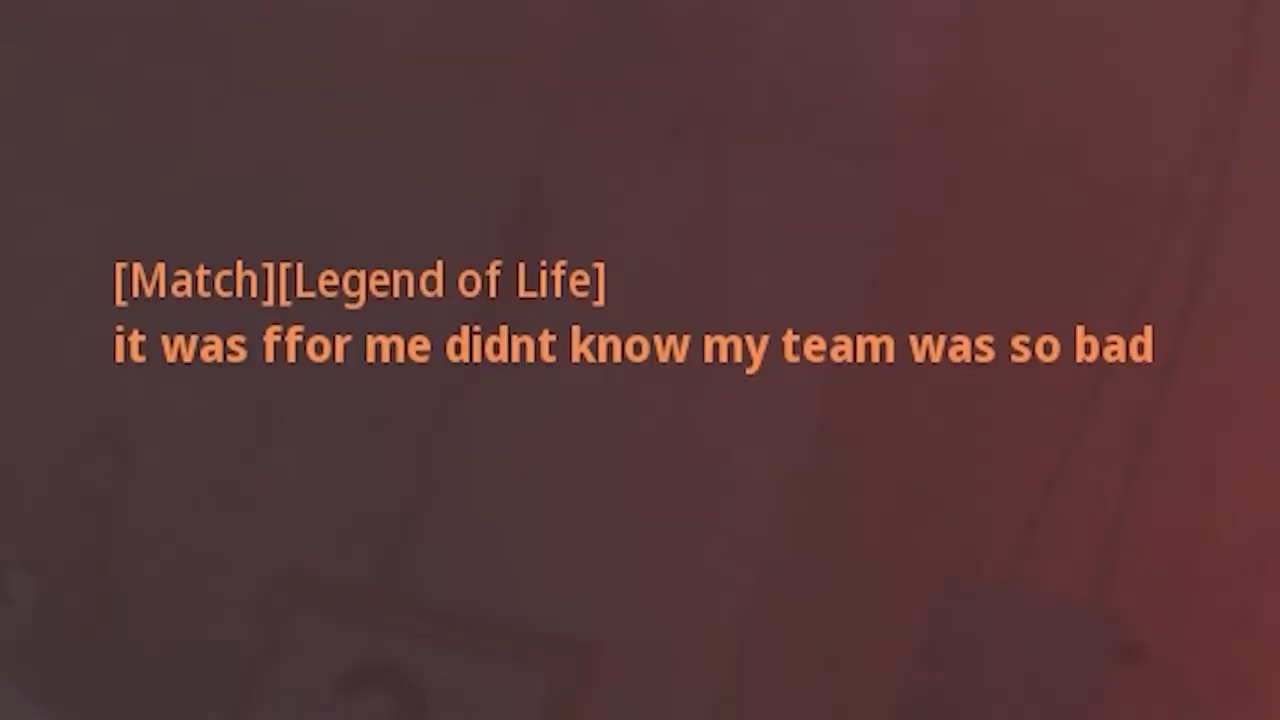 [Match][Legend of Life]
it was ffor me didnt know my team was so bad